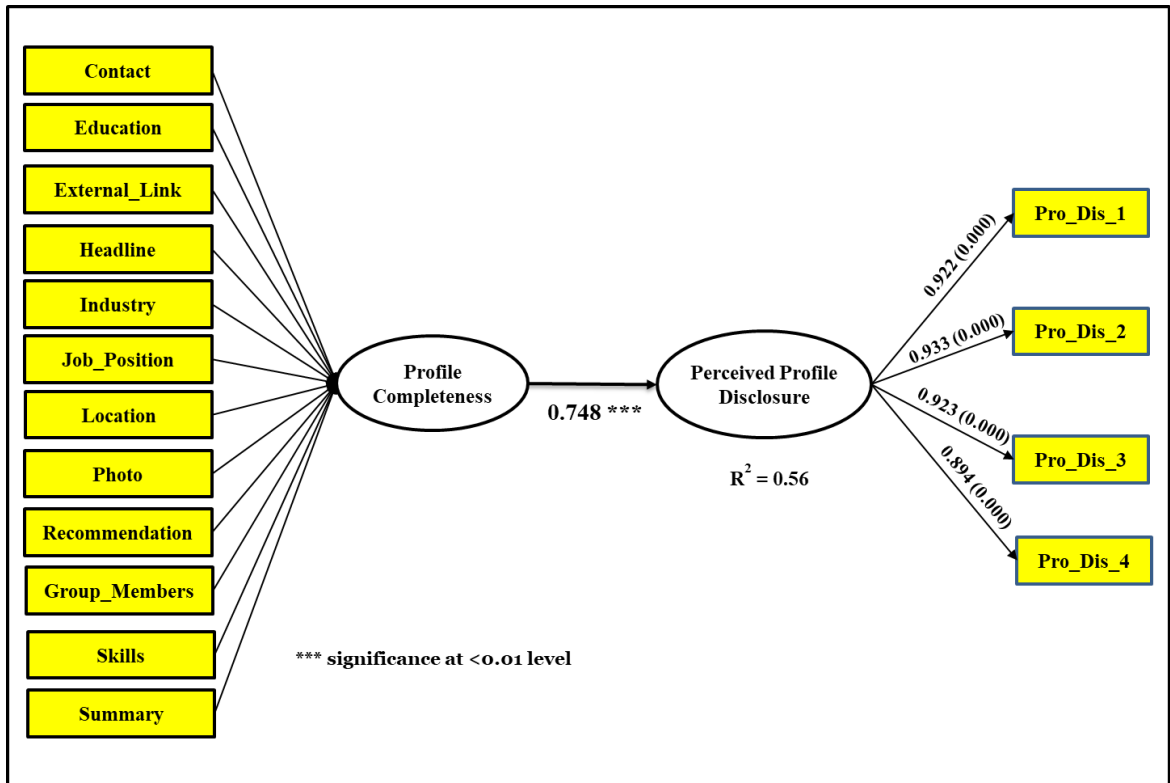 Contact
Education
External_Link
Headline
Industry
Job_Position
Location
Photo
Recommendation
Group_Members
Skills
Summary
Profile
Completeness
0.748 ***
Perceived Profile
Disclosure
R² = 0.56
0.922 (0.000)
0.933 (0.000)
0.923 (0.000)
0.894 (0.000)
Pro_Dis_1
Pro_Dis_2
Pro_Dis_3
Pro_Dis_4
*** significance at <0.01 level